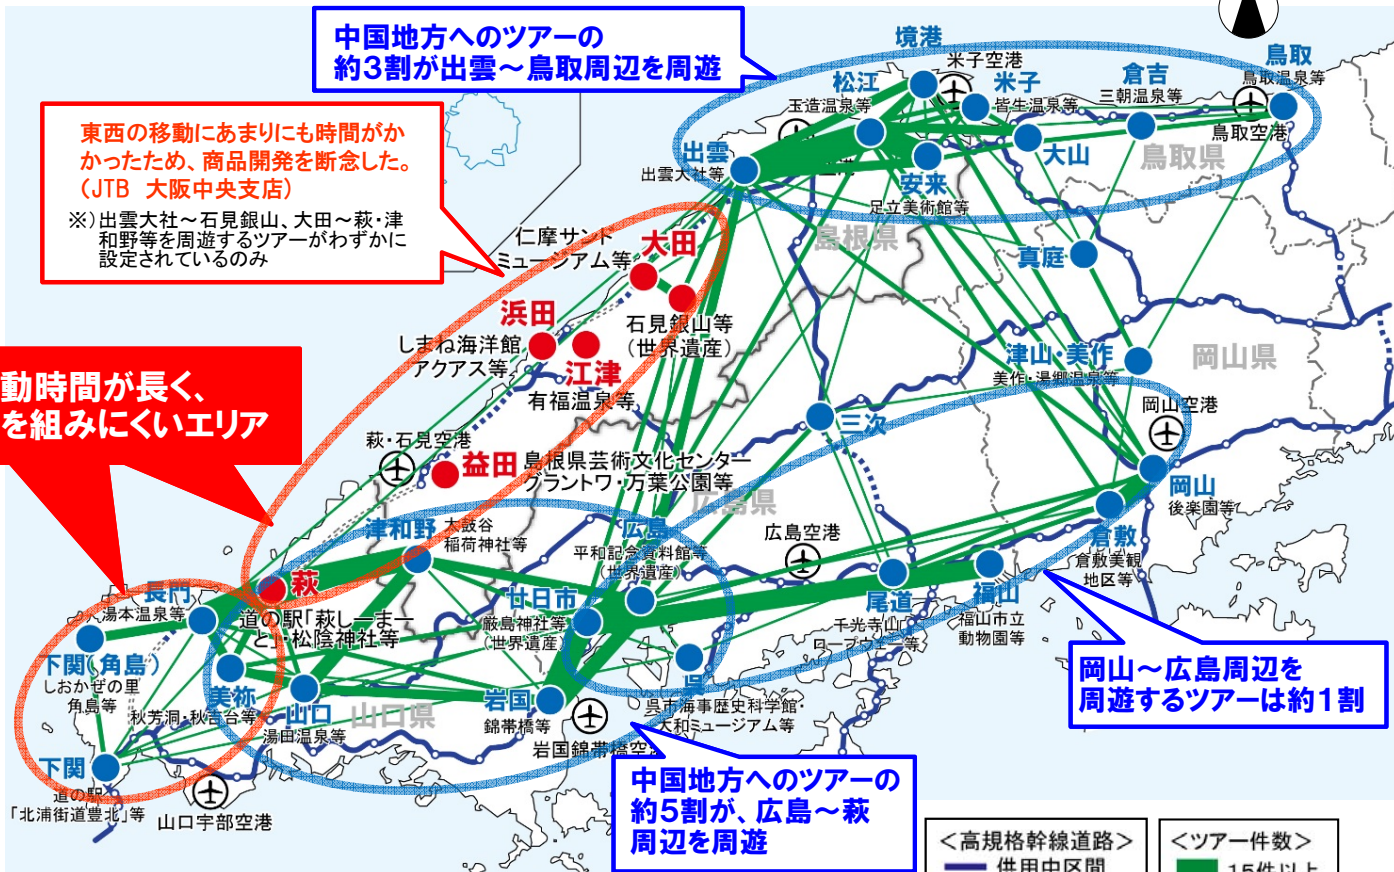 中国地方へのツアーの
約3割が出雲～鳥取周辺を周遊
東西の移動にあまりにも時間がか
かったため、商品開発を断念した。
(JTB 大阪中央支店)
※)出雲大社～石見銀山、大田～萩・津
和野等を周遊するツアーがわずかに
設定されているのみ
境港
米子空港
松江
玉造温泉等
米子
皆生温泉等
倉吉
三朝温泉等
鳥取
鳥取温泉等
鳥取空港
出雲
出雲大社等
安来
足立美術館等
大山
鳥取県
島根県
真庭
仁摩サンド
ミュージアム等
大田
石見銀山等
(世界遺産)
浜田
しまね海洋館
アクアス等
江津
有福温泉等
津山・美作
美作・湯郷温泉等
岡山県
動時間が長く、
を組みにくいエリア
岡山空港
三次
萩・石見空港
益田
島根県芸術文化センター
グラントワ・万葉公園等
岡山
後楽園等
広島県
倉敷
倉敷美観
地区等
津和野
太鼓谷
稲荷神社等
広島
平和記念資料館等
(世界遺産)
広島空港
尾道
千光寺山
ロープウェー等
福山
福山市立
動物園等
廿日市
厳島神社等
(世界遺産)
長門
湯本温泉等
萩
道の駅「萩しーまー
と」・松陰神社等
下関(角島)
しおかぜの里
角島等
美祢
秋芳洞・秋吉台等
山口
湯田温泉等
山口県
岩国
錦帯橋等
岩国錦帯橋空港
呉
呉市海事歴史科学館・
大和ミュージアム等
下関
道の駅
「北浦街道豊北」等
山口宇部空港
岡山～広島周辺を
周遊するツアーは約1割
中国地方へのツアーの
約5割が、広島～萩
周辺を周遊
＜高規格幹線道路＞
供用中区間
＜ツアー件数＞
15件以上